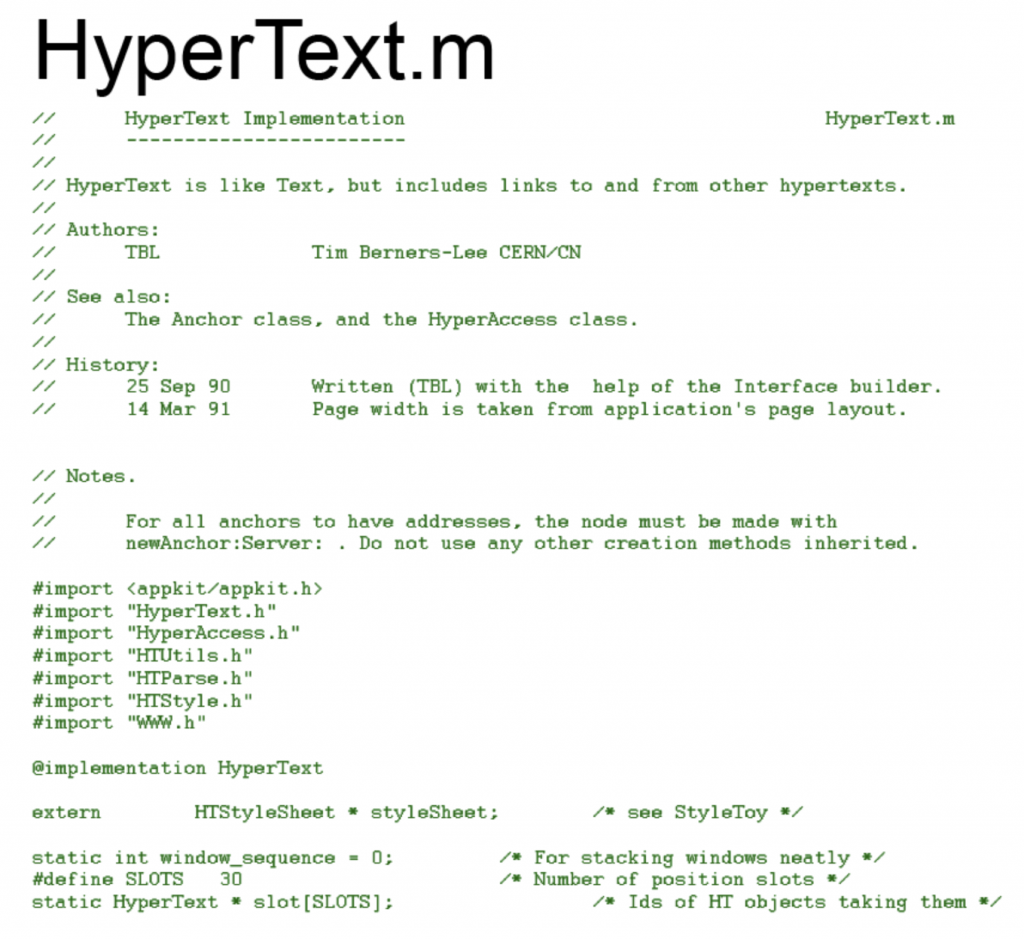 HyperText.m
// HyperText Implementation HyperText.m
// ------------------------
//
// HyperText is like Text, but includes links to and from other hypertexts.
//
// Authors:
// TBL Tim Berners-Lee CERN/CN
//
// See also:
// The Anchor class, and the HyperAccess class.
//
// History:
// 25 Sep 90 Written (TBL) with the help of the Interface builder.
// 14 Mar 91 Page width is taken from application's page layout.
// Notes.
//
// For all anchors to have addresses, the node must be made with
// newAnchor:Server: . Do not use any other creation methods inherited.
#import <appkit/appkit.h>
#import "HyperText.h"
#import "HyperAccess.h"
#import "HTUtils.h"
#import "HTParse.h"
#import "HTStyle.h"
#import "WWW.h"
@implementation HyperText
extern HTStyleSheet * styleSheet; /* see StyleToy */
static int window_sequence = 0; /* For stacking windows neatly */
#define SLOTS 30 /* Number of position slots */
static HyperText * slot[SLOTS]; /* Ids of HT objects taking them */